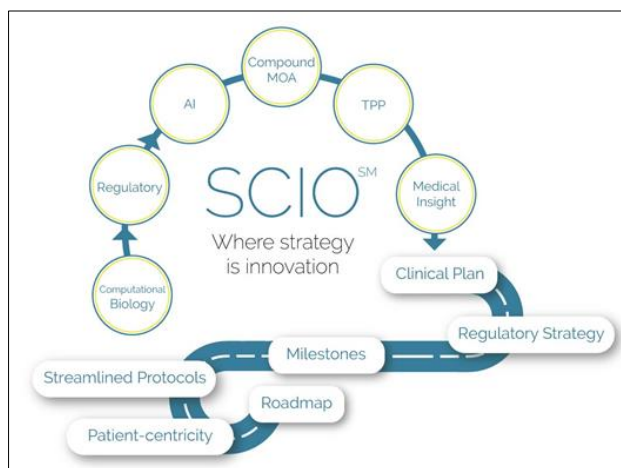 Compound
MOA
AI
TPP
Regulatory
Medical
Insight
SCIO℠
Where strategy
is innovation
Computational
Biology
Clinical Plan
Regulatory Strategy
Milestones
Streamlined Protocols
Roadmap
Patient-centricity